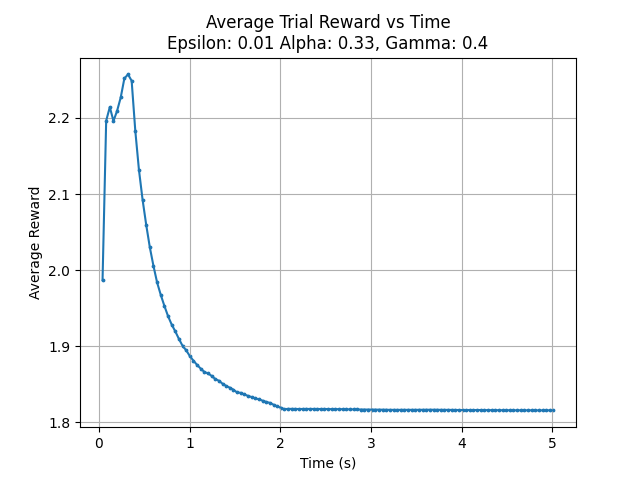 Average Trial Reward vs Time
Epsilon: 0.01 Alpha: 0.33, Gamma: 0.4
2.2
2.1
2.0
1.9
1.8
Average Reward
0 1 2 3 4 5
Time (s)